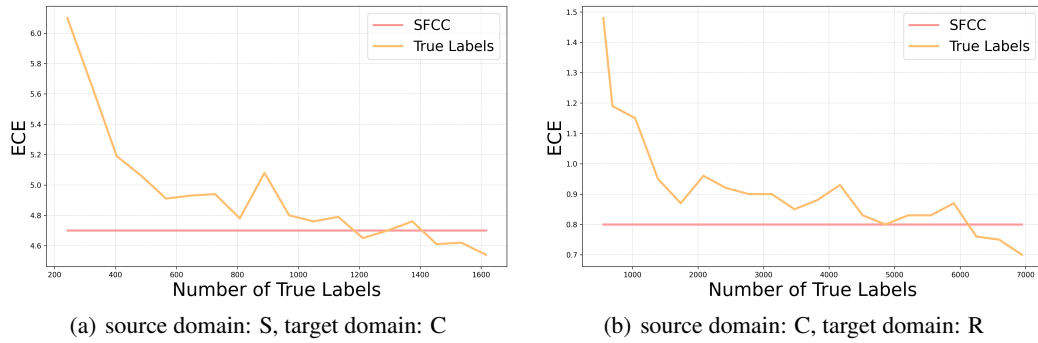 SFCC
True Labels
6.0
5.8
5.6
5.4
5.2
5.0
4.8
4.6
ECE
200 400 600 800 1000 1200 1400 1600
Number of True Labels
(a) source domain: S, target domain: C
SFCC
True Labels
1.5
1.4
1.3
1.2
1.1
1.0
0.9
0.8
0.7
ECE
1000 2000 3000 4000 5000 6000 7000
Number of True Labels
(b) source domain: C, target domain: R